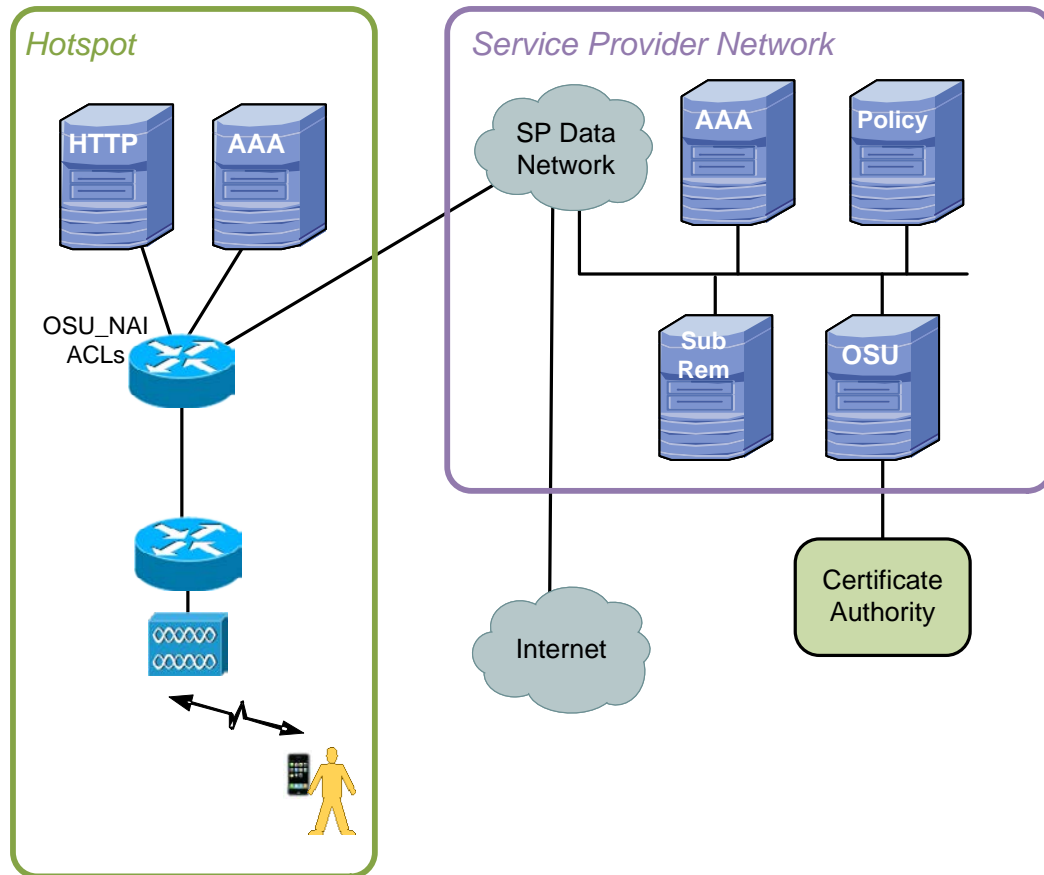 Hotspot
HTTP
AAA
OSU_NAI
ACLs
Service Provider Network
SP Data
Network
AAA
Policy
Sub
Rem
OSU
Certificate
Authority
Internet